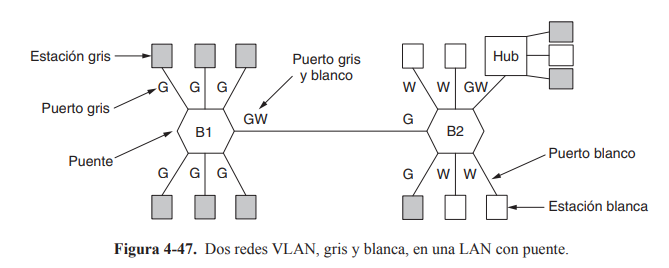 Estación gris
Puerto gris
Puente
G G G
B1
G G G
Puerto gris
y blanco
GW
W W GW
Hub
G
B2
G W W
Puerto blanco
Estación blanca
Figura 4-47. Dos redes VLAN, gris y blanca, en una LAN con puente.